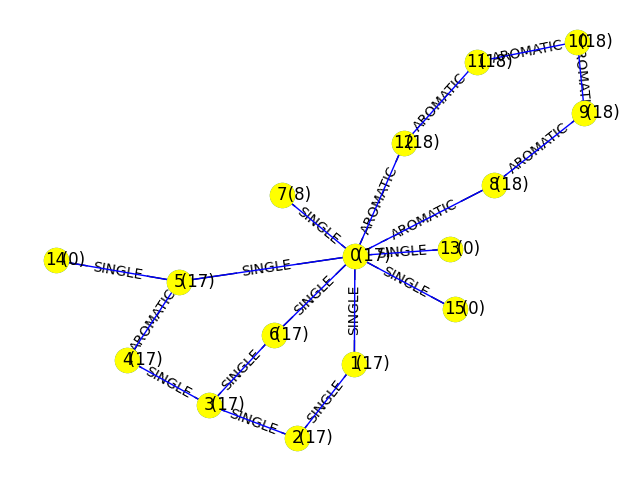 10(18)
AROMATIC
11(18)
AROMATIC
AROMATIC
9(18)
12(18)
AROMATIC
8(18)
7(8)
AROMATIC
AROMATIC
SINGLE
13(0)
SINGLE
0(17)
14(0)
SINGLE
SINGLE
5(17)
SINGLE
SINGLE
SINGLE
15(0)
AROMATIC
6(17)
4(17)
1(17)
SINGLE
SINGLE
3(17)
SINGLE
SINGLE
2(17)